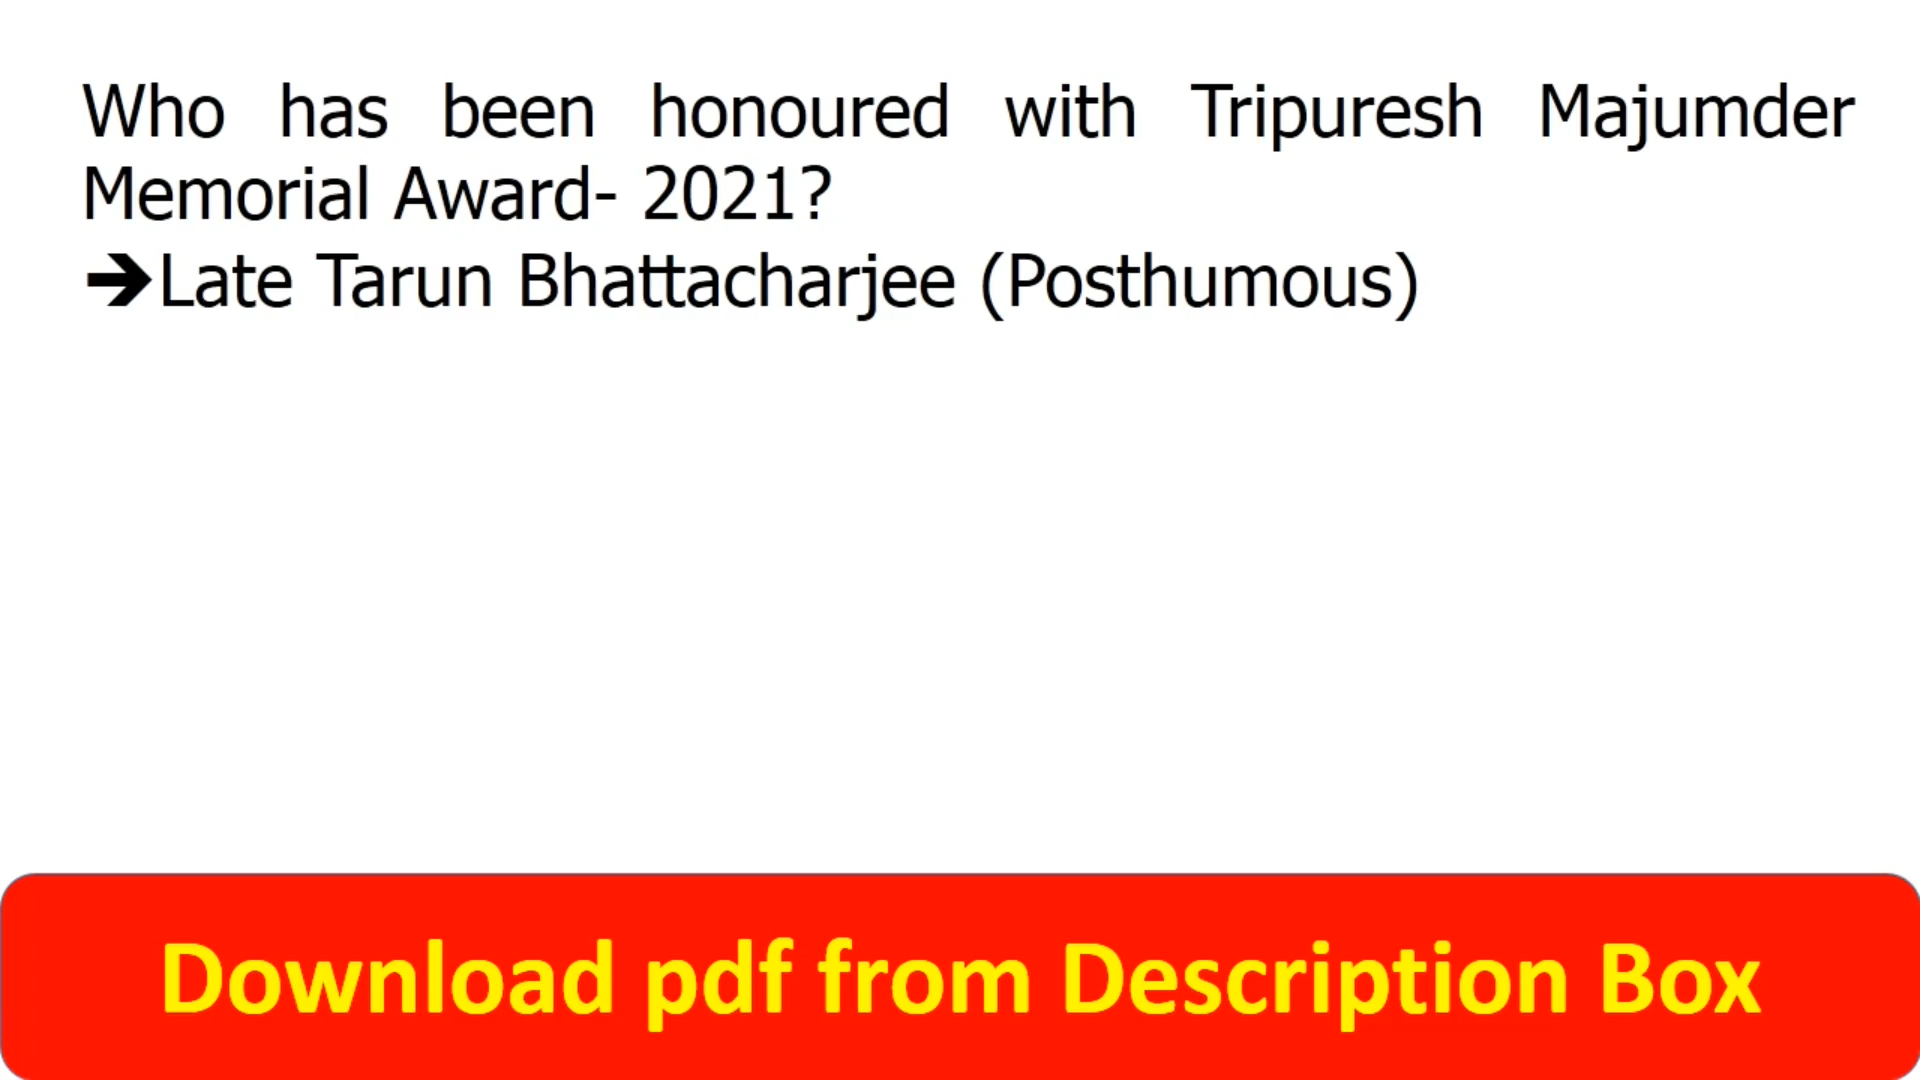 Who has been honoured with Tripuresh Majumder
Memorial Award- 2021?
➔Late Tarun Bhattacharjee (Posthumous)
Download pdf from Description Box